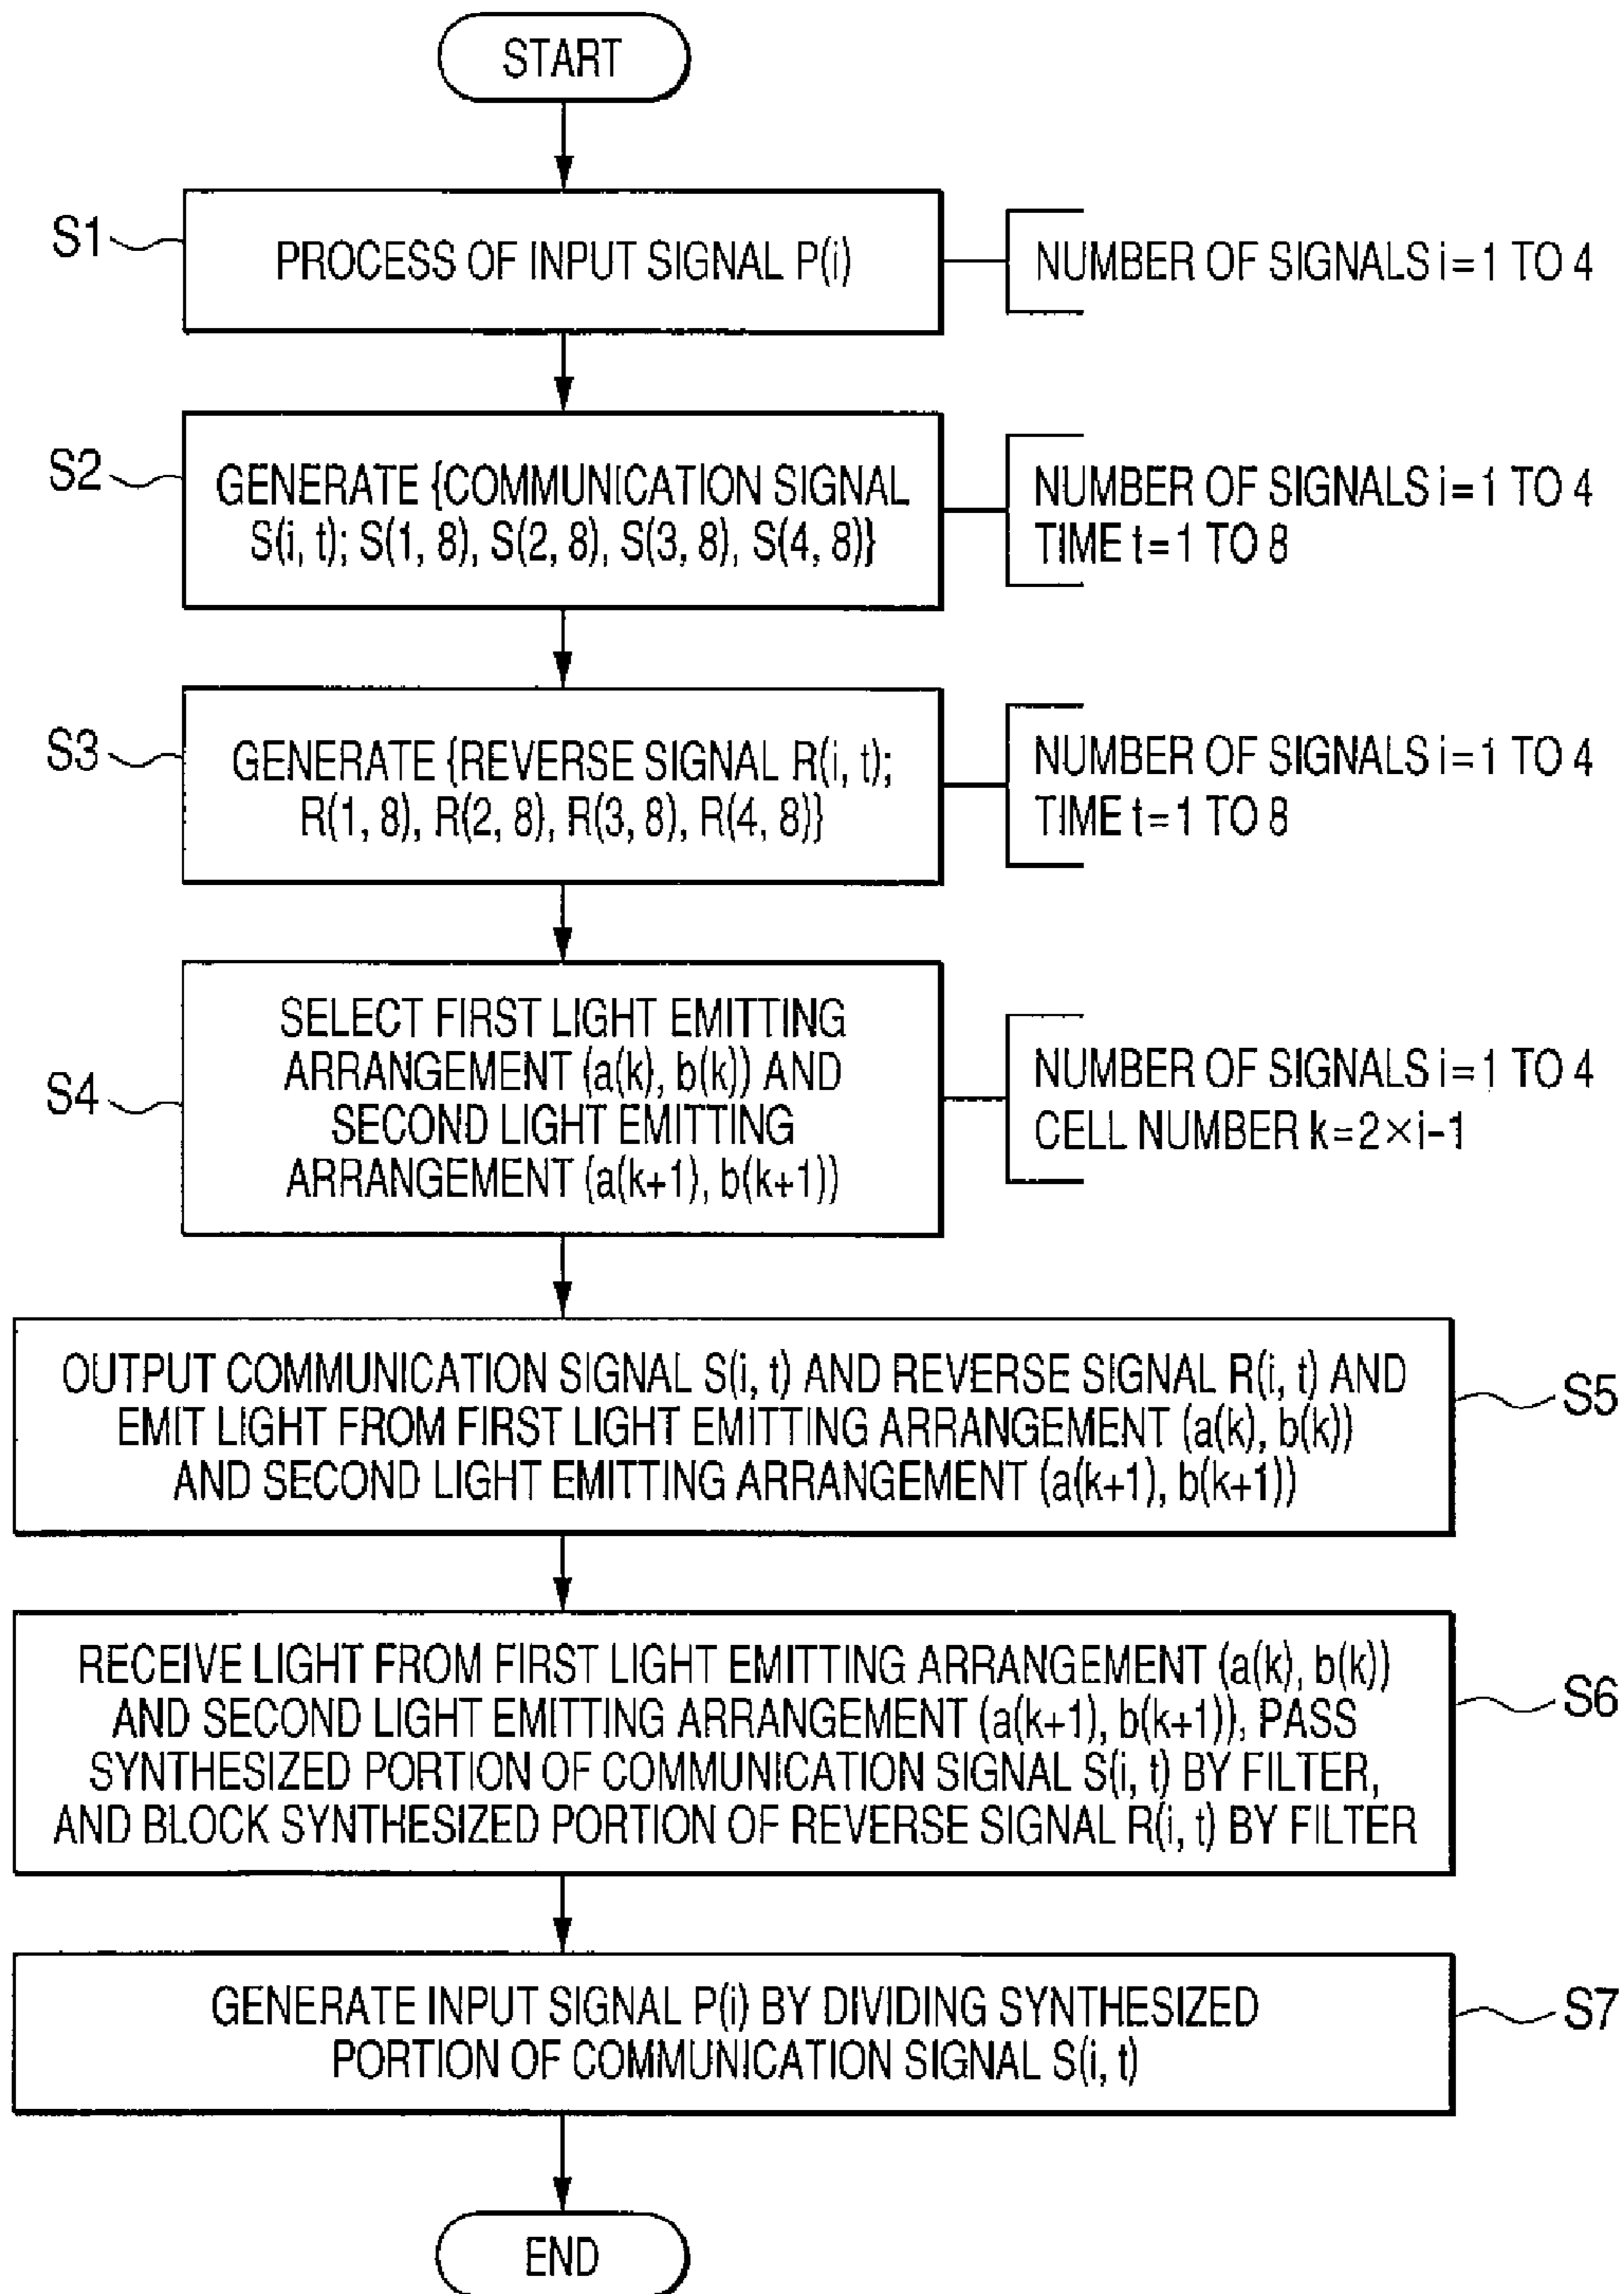 START
S1
PROCESS OF INPUT SIGNAL P(i)
NUMBER OF SIGNALS i=1 TO 4
S2
GENERATE {COMMUNICATION SIGNAL
S(i, t); S(1, 8), S(2, 8), S(3, 8), S(4, 8)}
NUMBER OF SIGNALS i=1 TO 4
TIME t=1 TO 8
S3
GENERATE {REVERSE SIGNAL R(i, t);
R(1, 8), R(2, 8), R(3, 8), R(4, 8)}
NUMBER OF SIGNALS i=1 TO 4
TIME t=1 TO 8
S4
SELECT FIRST LIGHT EMITTING
ARRANGEMENT (a(k), b(k)) AND
SECOND LIGHT EMITTING
ARRANGEMENT (a(k+1), b(k+1))
NUMBER OF SIGNALS i=1 TO 4
CELL NUMBER k=2×i-1
OUTPUT COMMUNICATION SIGNAL S(i, t) AND REVERSE SIGNAL R(i, t) AND
EMIT LIGHT FROM FIRST LIGHT EMITTING ARRANGEMENT (a(k), b(k))
AND SECOND LIGHT EMITTING ARRANGEMENT (a(k+1), b(k+1))
S5
RECEIVE LIGHT FROM FIRST LIGHT EMITTING ARRANGEMENT (a(k), b(k))
AND SECOND LIGHT EMITTING ARRANGEMENT (a(k+1), b(k+1)), PASS
SYNTHESIZED PORTION OF COMMUNICATION SIGNAL S(i, t) BY FILTER,
AND BLOCK SYNTHESIZED PORTION OF REVERSE SIGNAL R(i, t) BY FILTER
S6
GENERATE INPUT SIGNAL P(i) BY DIVIDING SYNTHESIZED
PORTION OF COMMUNICATION SIGNAL S(i, t)
S7
END